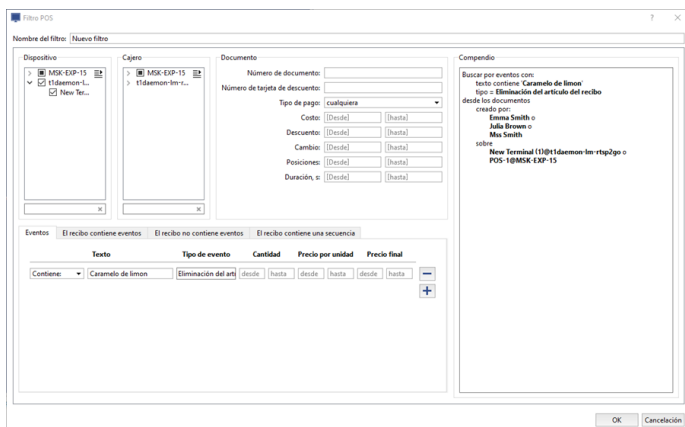 Filtro POS
Nombre del filtro: Nuevo filtro
Dispositivo
MSK-EXP-15
t1daemon-l...
New Ter...
Cajero
MSK-EXP-15
t1daemon-lm-r...
Documento
Número de documento:
Número de tarjeta de descuento:
Tipo de pago: cualquiera
Costo: [Desde] [hasta]
Descuento: [Desde] [hasta]
Cambio: [Desde] [hasta]
Posiciones: [Desde] [hasta]
Duración, s: [Desde] [hasta]
Compendio
Buscar por eventos con:
texto contiene 'Caramelo de limon'
tipo = Eliminación del artículo del recibo
desde los documentos
creado por:
Emma Smith o
Julia Brown o
Mss Smith
sobre
New Terminal (1)@t1daemon-lm-rtsp2go o
POS-1@MSK-EXP-15
Eventos El recibo contiene eventos El recibo no contiene eventos El recibo contiene una secuencia
Texto Tipo de evento Cantidad Precio por unidad Precio final
Contiene: Caramelo de limon Eliminación del artí desde hasta desde hasta desde hasta
OK Cancelación